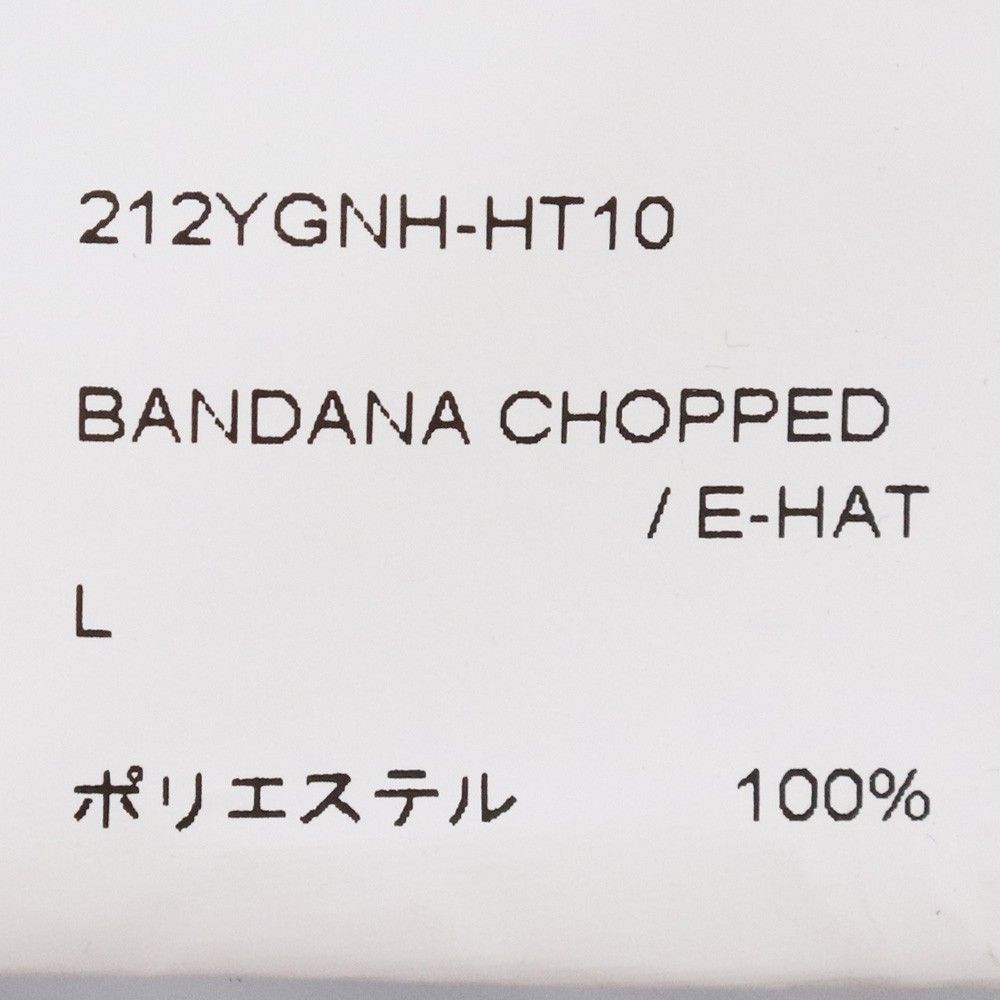 212YGNH-HT10
BANDANA CHOPPED
/ E-HAT
L
ポリエステル 100%